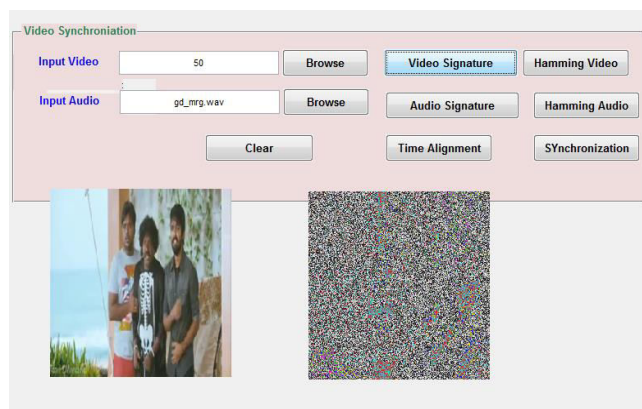 Video Synchroniation
Input Video 50 Browse Video Signature Hamming Video
:
Input Audio gd_mrg.wav Browse Audio Signature Hamming Audio
Clear Time Alignment SYnchronization